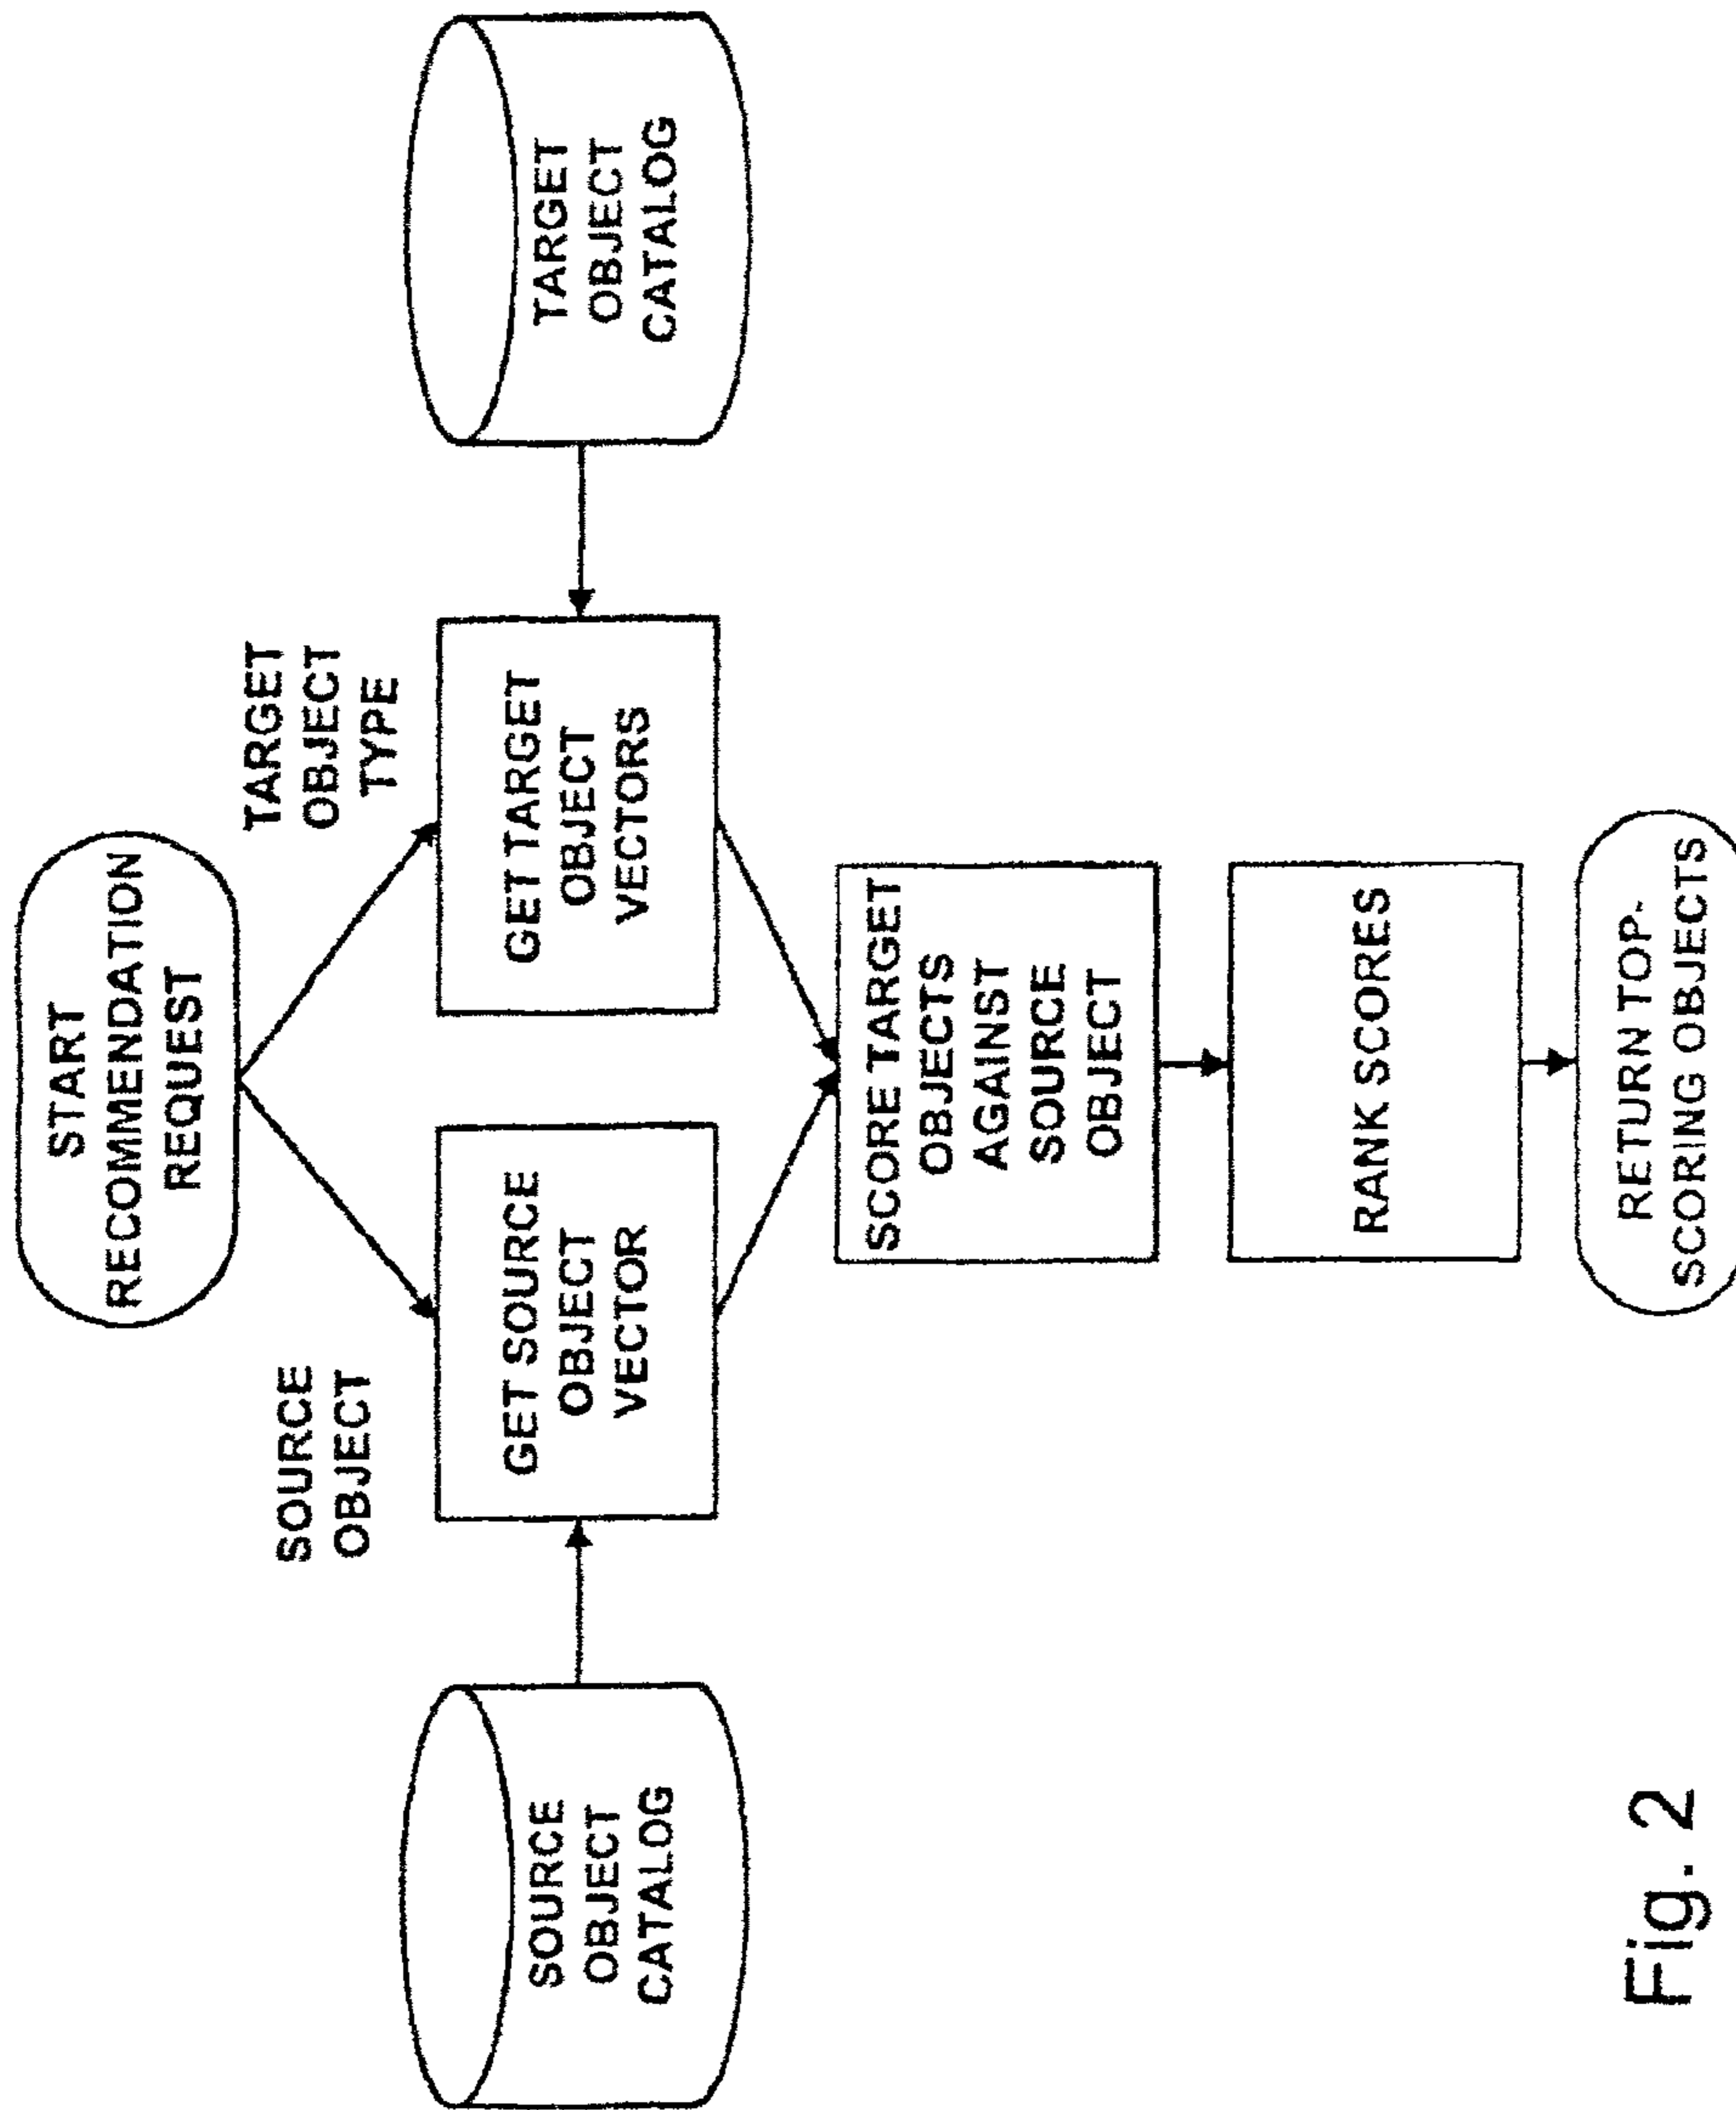 START
RECOMMENDATION
REQUEST
SOURCE
OBJECT
TARGET
OBJECT
TYPE
SOURCE
OBJECT
CATALOG
GET SOURCE
OBJECT
VECTOR
GET TARGET
OBJECT
VECTORS
TARGET
OBJECT
CATALOG
SCORE TARGET
OBJECTS
AGAINST
SOURCE
OBJECT
RANK SCORES
RETURN TOP-
SCORING OBJECTS
Fig. 2